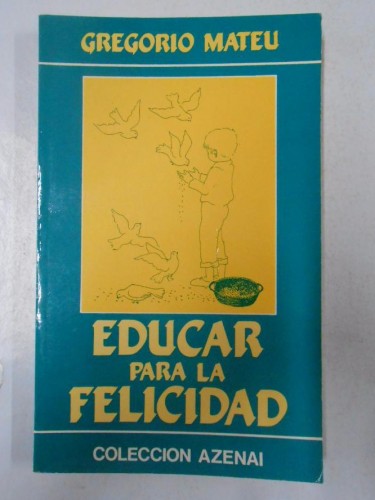 GREGORIO MATEU
EDUCAR
PARA LA
FELICIDAD
COLECCION AZENAI